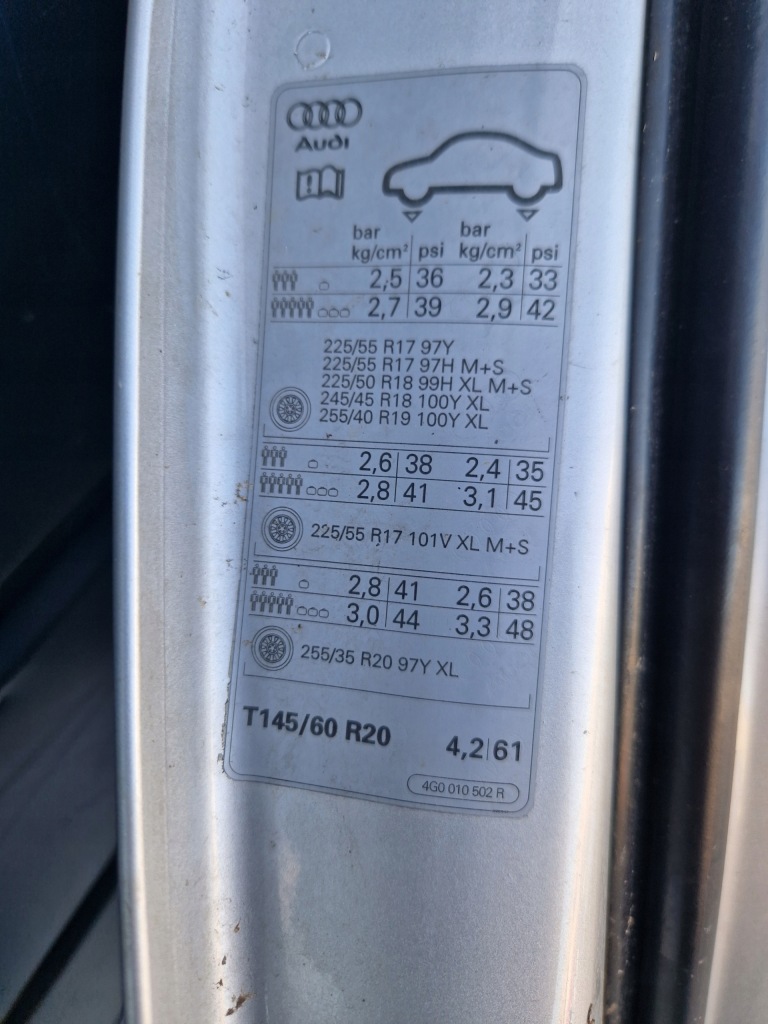 Audi
bar bar
kg/cm² psi kg/cm² psi
2,5 36 2,3 33
2,7 39 2,9 42
225/55 R17 97Y
225/55 R17 97H M+S
225/50 R18 99H XL M+S
245/45 R18 100Y XL
255/40 R19 100Y XL
2,6 38 2,4 35
2,8 41 3,1 45
225/55 R17 101V XL M+S
2,8 41 2,6 38
3,0 44 3,3 48
255/35 R20 97Y XL
T145/60 R20 4,2 61
4G0 010 502 R